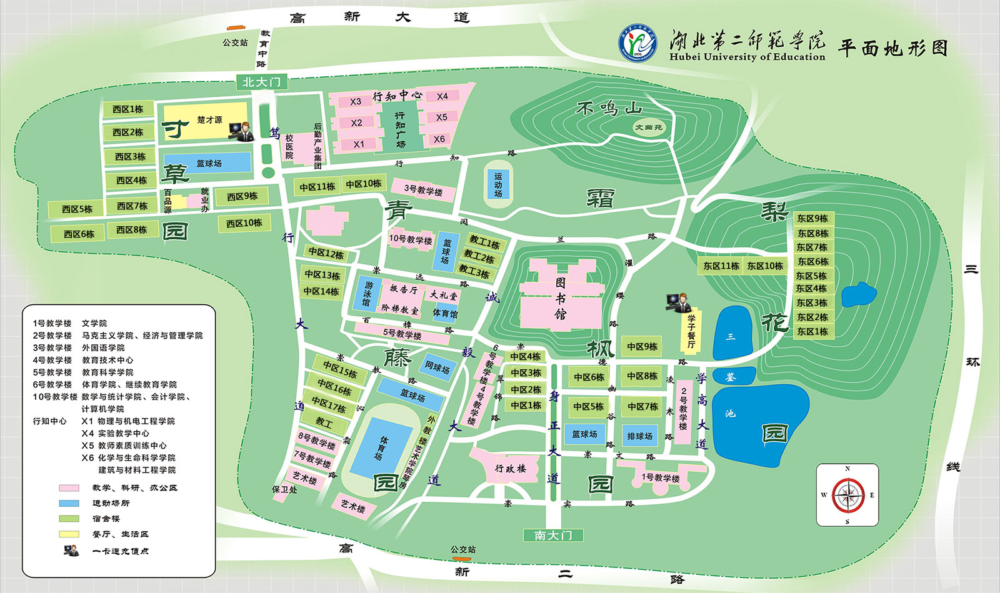 高新大道
公交站
教育中路
湖北第二师范学院 平面地形图
Hubei University of Education
1931
北大门
西区1栋
西区2栋
西区3栋
西区4栋
西区5栋
西区6栋
西区7栋
西区8栋
西区9栋
西区10栋
楚才源
篮球场
百品源
就业办
寸草园
校医院
后勤产业集团
行知中心
行知广场
X3
X2
X1
X4
X5
X6
行知路
笃行大道
中区11栋
中区10栋
3号教学楼
运动场
不鸣山
文曲苑
霜枫园
青藤园
梨花园
阅兰路
10号教学楼
篮球场
教工1栋
教工2栋
教工3栋
中区12栋
中区13栋
中区14栋
崇远路
游泳馆
报告厅
阶梯教室
大礼堂
体育馆
百樟路
5号教学楼
诚毅大道
图书馆
濯缨路
东区9栋
东区8栋
东区7栋
东区6栋
东区5栋
东区4栋
东区3栋
东区2栋
东区1栋
东区11栋
东区10栋
学子餐厅
三鉴池
中区9栋
崇德路
崇教路
中区15栋
中区16栋
中区17栋
教工
8号教学楼
7号教学楼
艺术楼
保卫处
沁霜路
网球场
篮球场
体育场
外教楼
艺术学院琴房
艺术楼
6号教学楼
4号教学楼
翠锦路
中区4栋
中区3栋
中区2栋
中区1栋
身正大道
中区6栋
中区5栋
中区8栋
中区7栋
幽谷路
凌寒路
2号教学楼
学高大道
篮球场
排球场
崇文路
行政楼
1号教学楼
崇实路
南大门
公交站
高新二路
三环线
1号教学楼 文学院
2号教学楼 马克主义学院、经济与管理学院
3号教学楼 外国语学院
4号教学楼 教育技术中心
5号教学楼 教育科学学院
6号教学楼 体育学院、继续教育学院
10号教学楼 数学与统计学院、会计学院、
计算机学院
行知中心 X1 物理与机电工程学院
X4 实验教学中心
X5 教师素质训练中心
X6 化学与生命科学学院
建筑与材料工程学院
教学、科研、办公区
运动场所
宿舍楼
餐厅、生活区
一卡通充值点
N
W
E
S